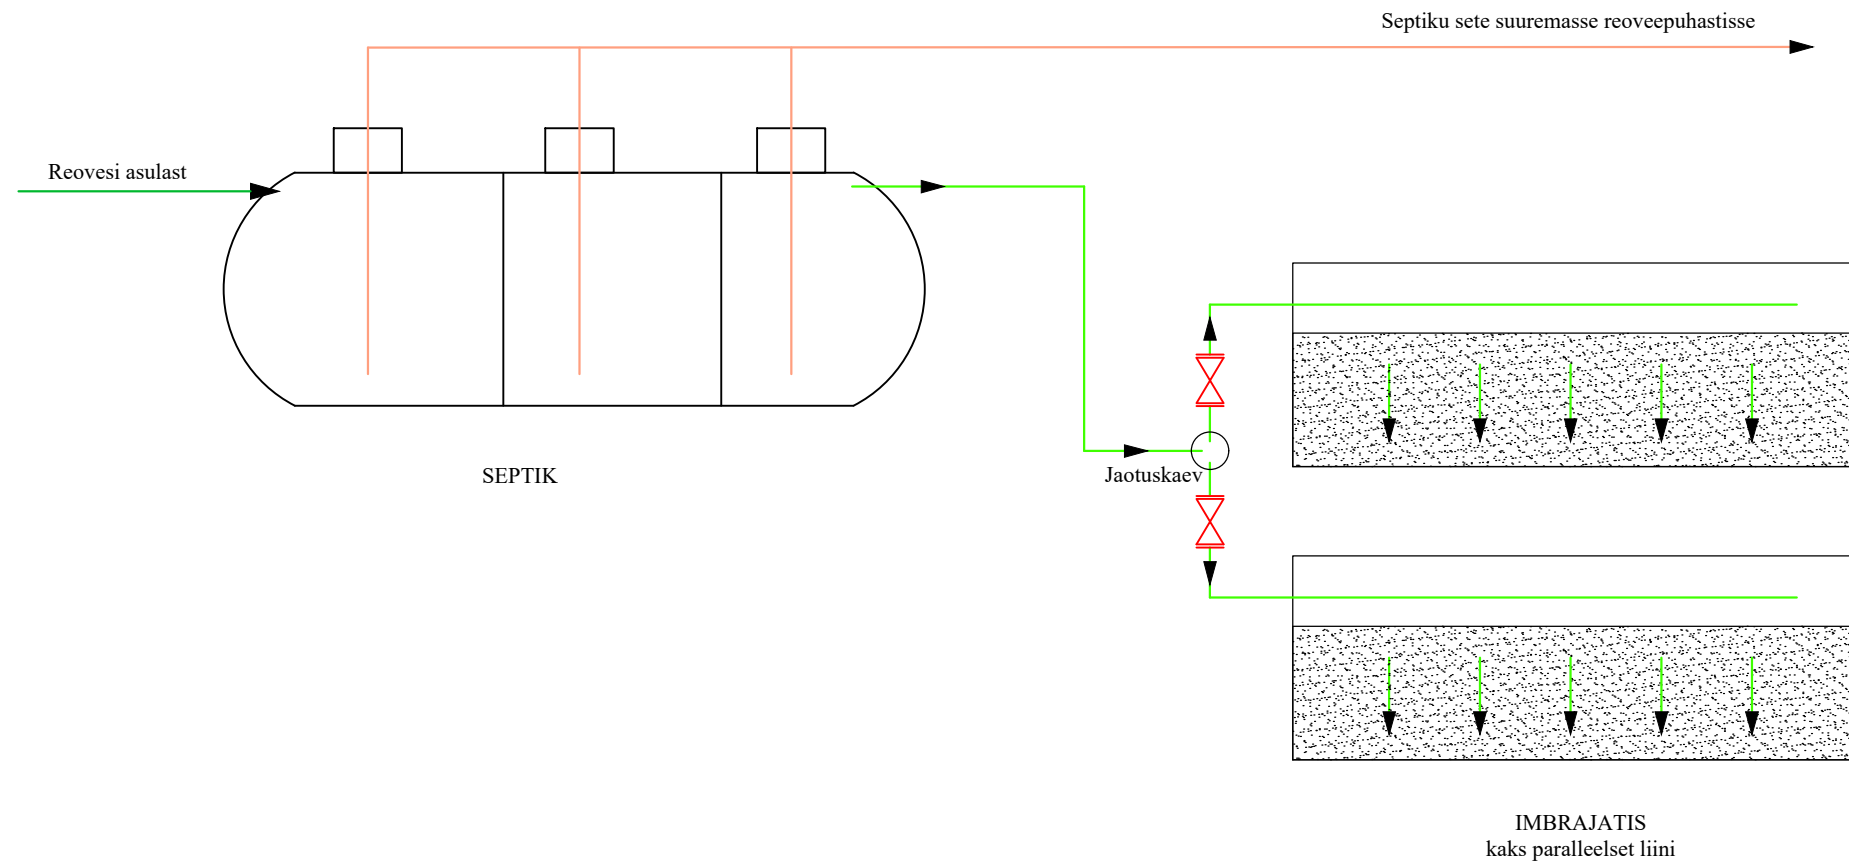 Septiku sete suuremasse reoveepuhastisse
Reovesi asulast
SEPTIK
Jaotuskaev
IMBRAJATIS
kaks paralleelset liini